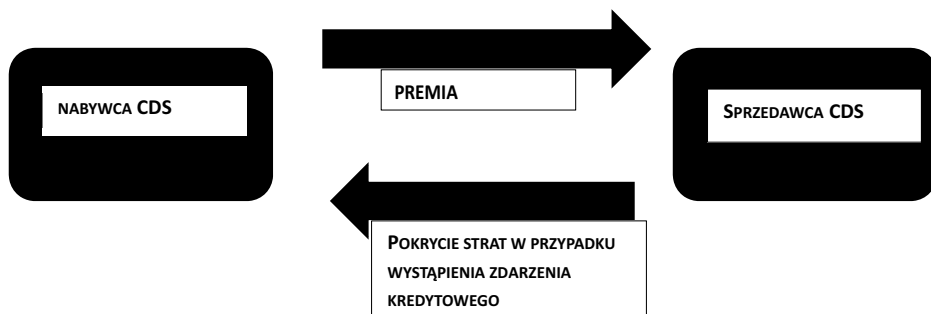 NABYWCA CDS
PREMIA
SPRZEDAWCA CDS
POKRYCIE STRAT W PRZYPADKU
WYSTĄPIENIA ZDARZENIA
KREDYTOWEGO